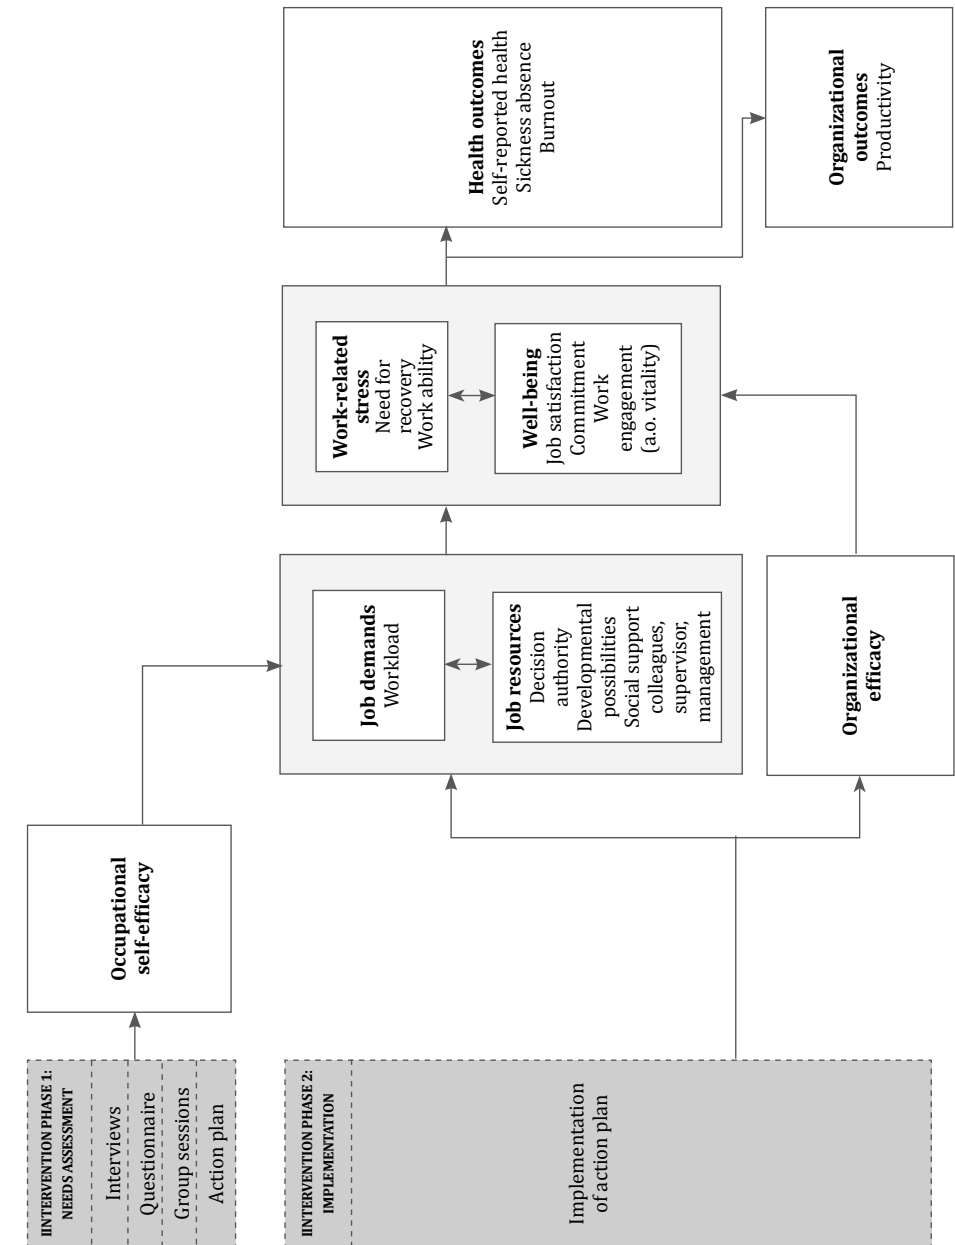 IINTERVENTION PHASE 1:
NEEDS ASSESSMENT
Interviews
Questionnaire
Group sessions
Action plan
IINTERVENTION PHASE 2:
IMPLEMENTATION
Implementation
of action plan
Occupational
self-efficacy
Job demands
Workload
Job resources
Decision
authority
Developmental
possibilities
Social support
colleagues,
supervisor,
management
Organizational
efficacy
Work-related
stress
Need for
recovery
Work ability
Well-being
Job satisfaction
Commitment
Work
engagement
(a.o. vitality)
Health outcomes
Self-reported health
Sickness absence
Burnout
Organizational
outcomes
Productivity